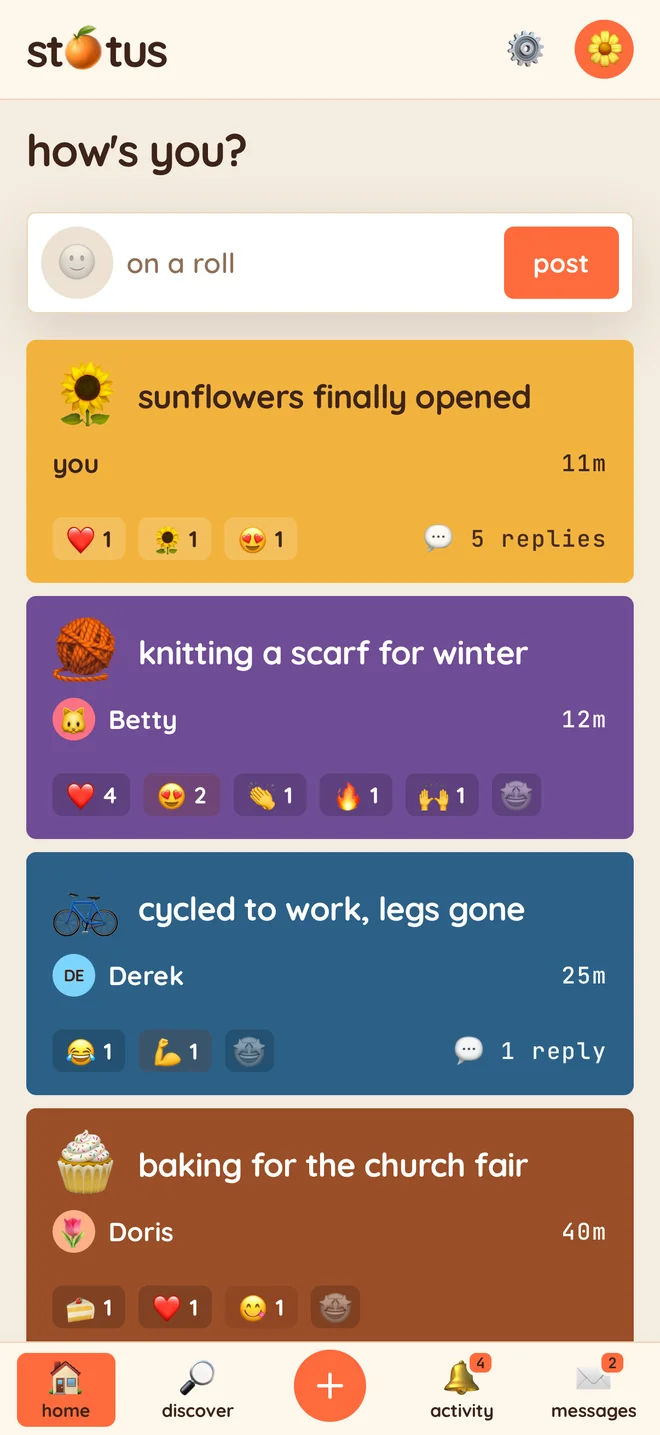 st🍊tus
how's you?
on a roll
post
sunflowers finally opened
you 11m
❤️ 1 🌻 1 😍 1 💬 5 replies
knitting a scarf for winter
Betty 12m
❤️ 4 😍 2 👏 1 🔥 1 🙌 1
cycled to work, legs gone
DE Derek 25m
😂 1 💪 1 💬 1 reply
baking for the church fair
Doris 40m
🍰 1 ❤️ 1 😋 1
4 2
home discover + activity messages